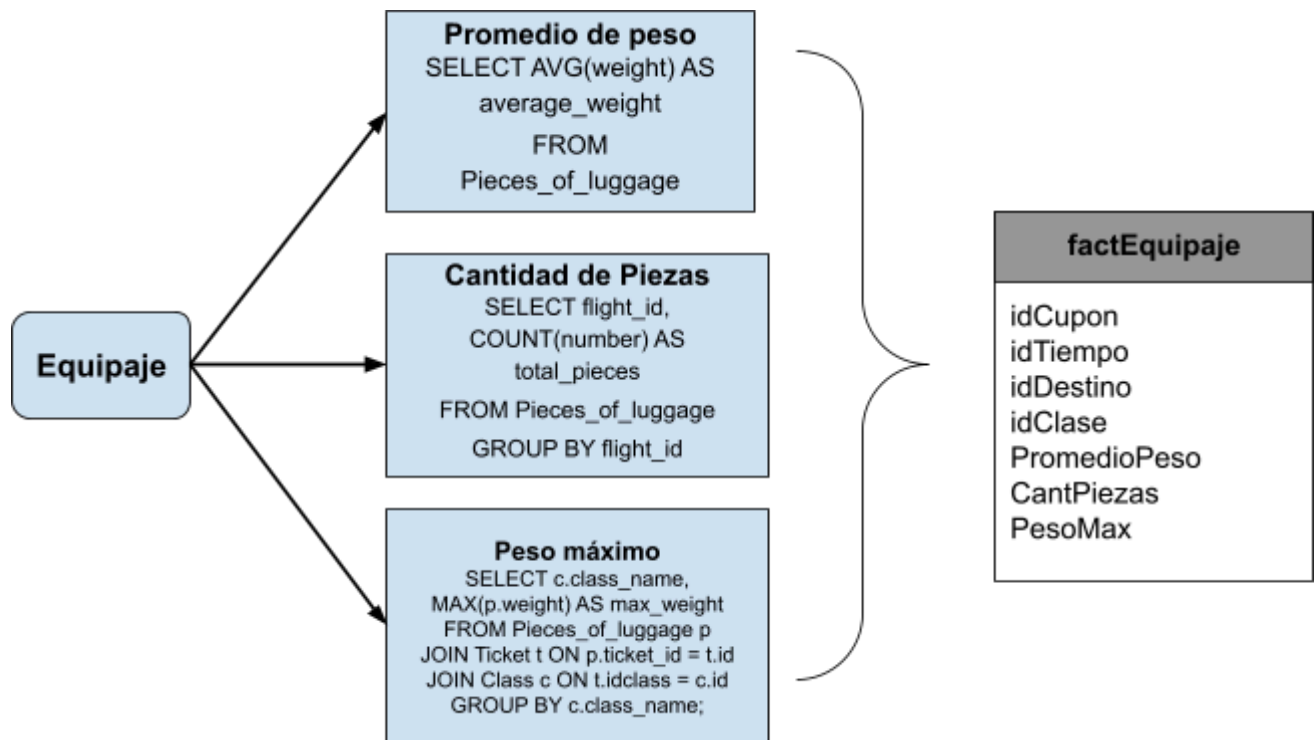 Equipaje
Promedio de peso
SELECT AVG(weight) AS
average_weight
FROM
Pieces_of_luggage
Cantidad de Piezas
SELECT flight_id,
COUNT(number) AS
total_pieces
FROM Pieces_of_luggage
GROUP BY flight_id
Peso máximo
SELECT c.class_name,
MAX(p.weight) AS max_weight
FROM Pieces_of_luggage p
JOIN Ticket t ON p.ticket_id = t.id
JOIN Class c ON t.idclass = c.id
GROUP BY c.class_name;
factEquipaje
idCupon
idTiempo
idDestino
idClase
PromedioPeso
CantPiezas
PesoMax